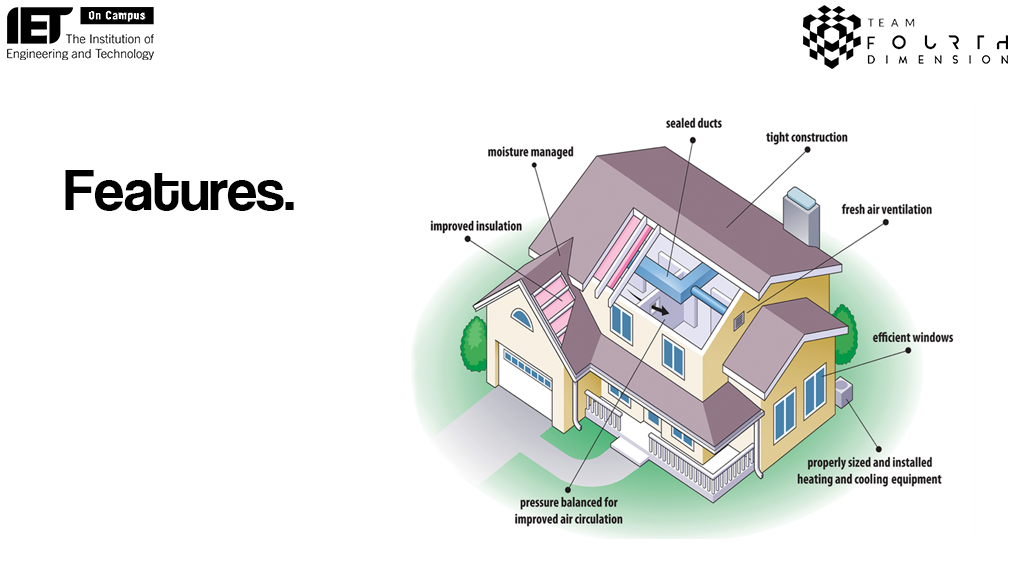 IET On Campus
The Institution of
Engineering and Technology
TEAM
FOURTH
DIMENSION
Features.
sealed ducts
tight construction
moisture managed
fresh air ventilation
improved insulation
efficient windows
properly sized and installed
heating and cooling equipment
pressure balanced for
improved air circulation